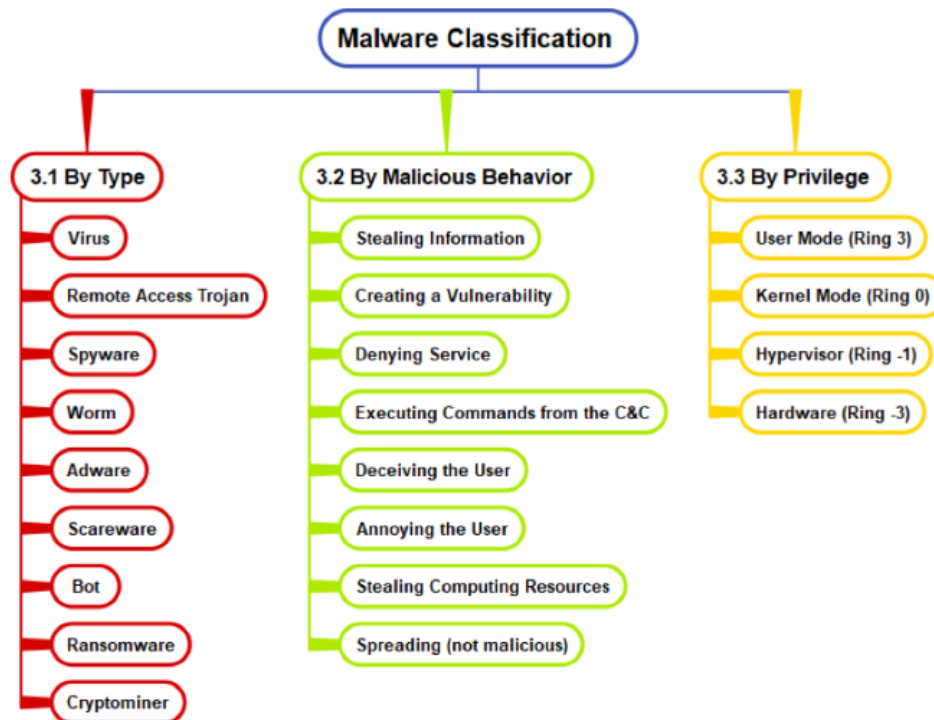 Malware Classification
3.1 By Type
Virus
Remote Access Trojan
Spyware
Worm
Adware
Scareware
Bot
Ransomware
Cryptominer
3.2 By Malicious Behavior
Stealing Information
Creating a Vulnerability
Denying Service
Executing Commands from the C&C
Deceiving the User
Annoying the User
Stealing Computing Resources
Spreading (not malicious)
3.3 By Privilege
User Mode (Ring 3)
Kernel Mode (Ring 0)
Hypervisor (Ring -1)
Hardware (Ring -3)